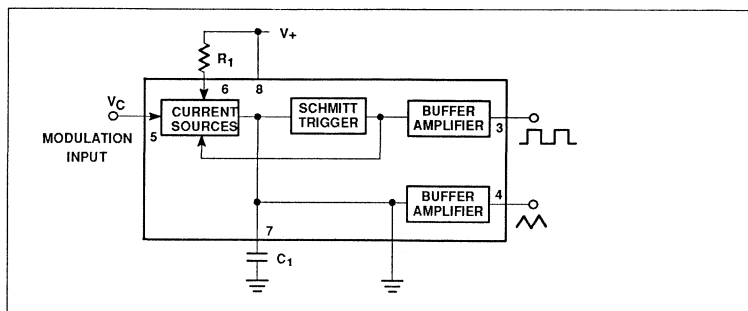 V+
R1
6
8
VC
5
CURRENT
SOURCES
SCHMITT
TRIGGER
BUFFER
AMPLIFIER
3
MODULATION
INPUT
BUFFER
AMPLIFIER
4
7
C1